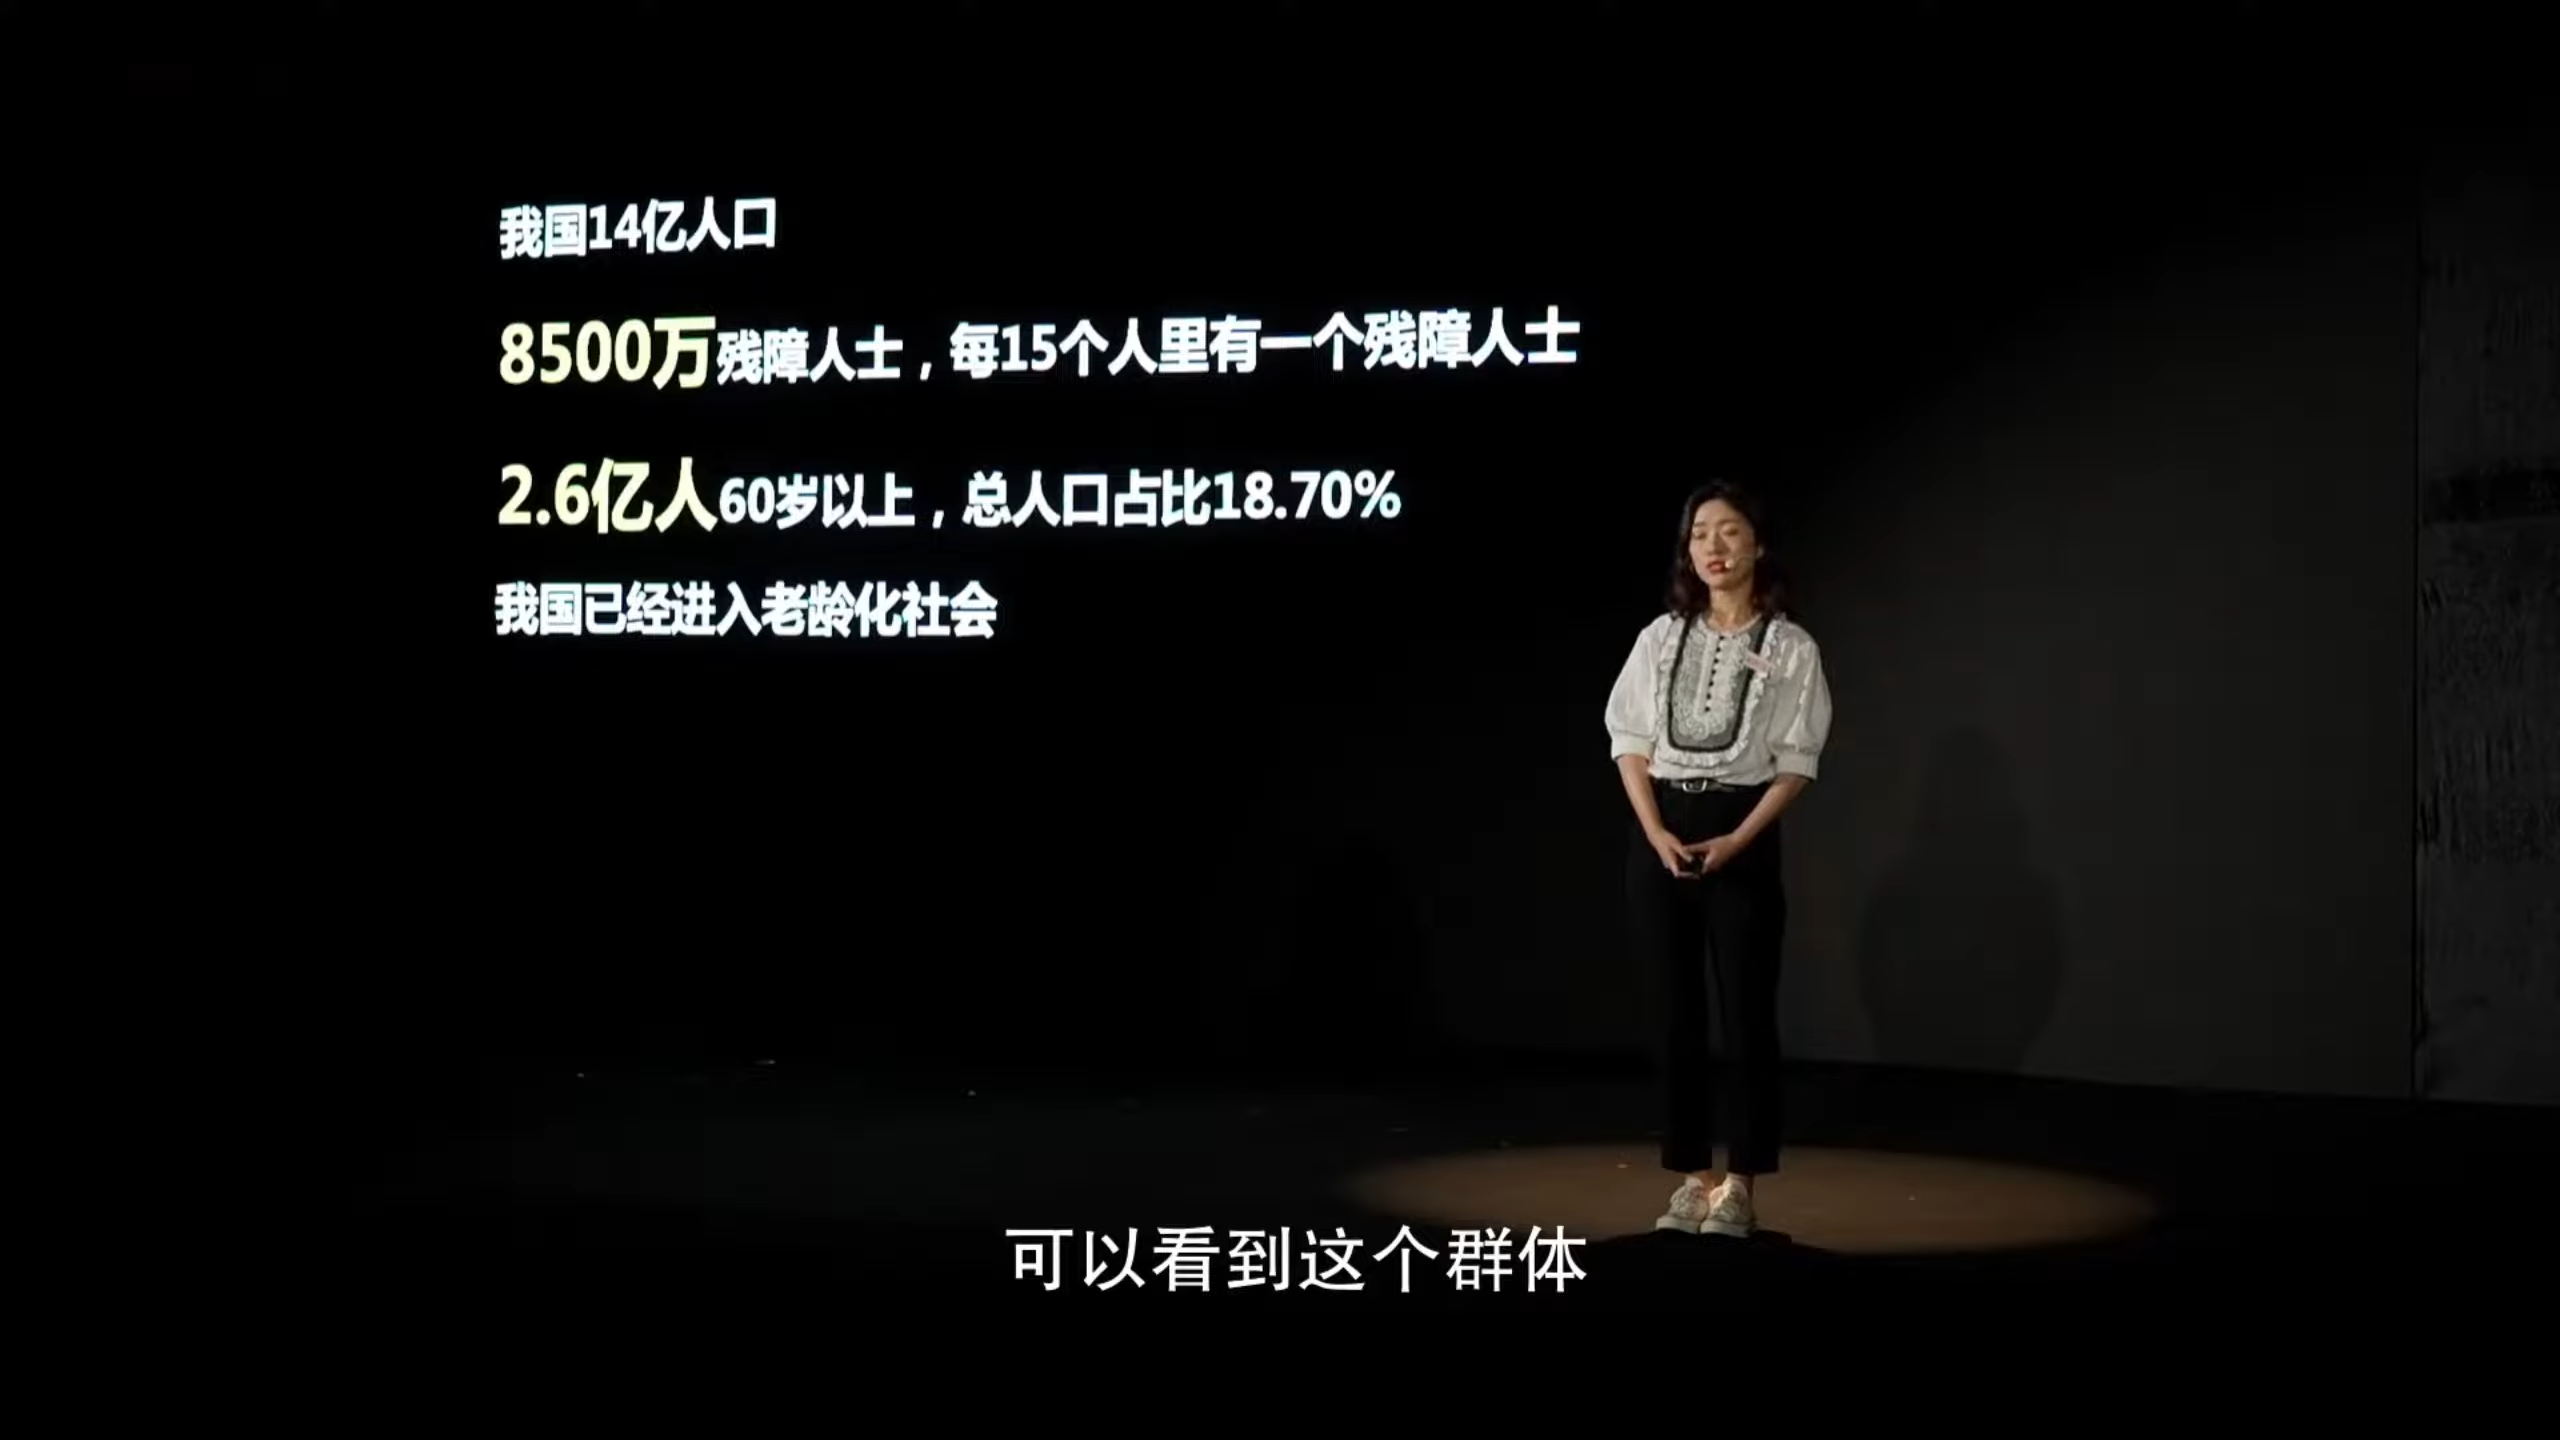 我国14亿人口
8500万残障人士，每15个人里有一个残障人士
2.6亿人60岁以上，总人口占比18.70%
我国已经进入老龄化社会
可以看到这个群体